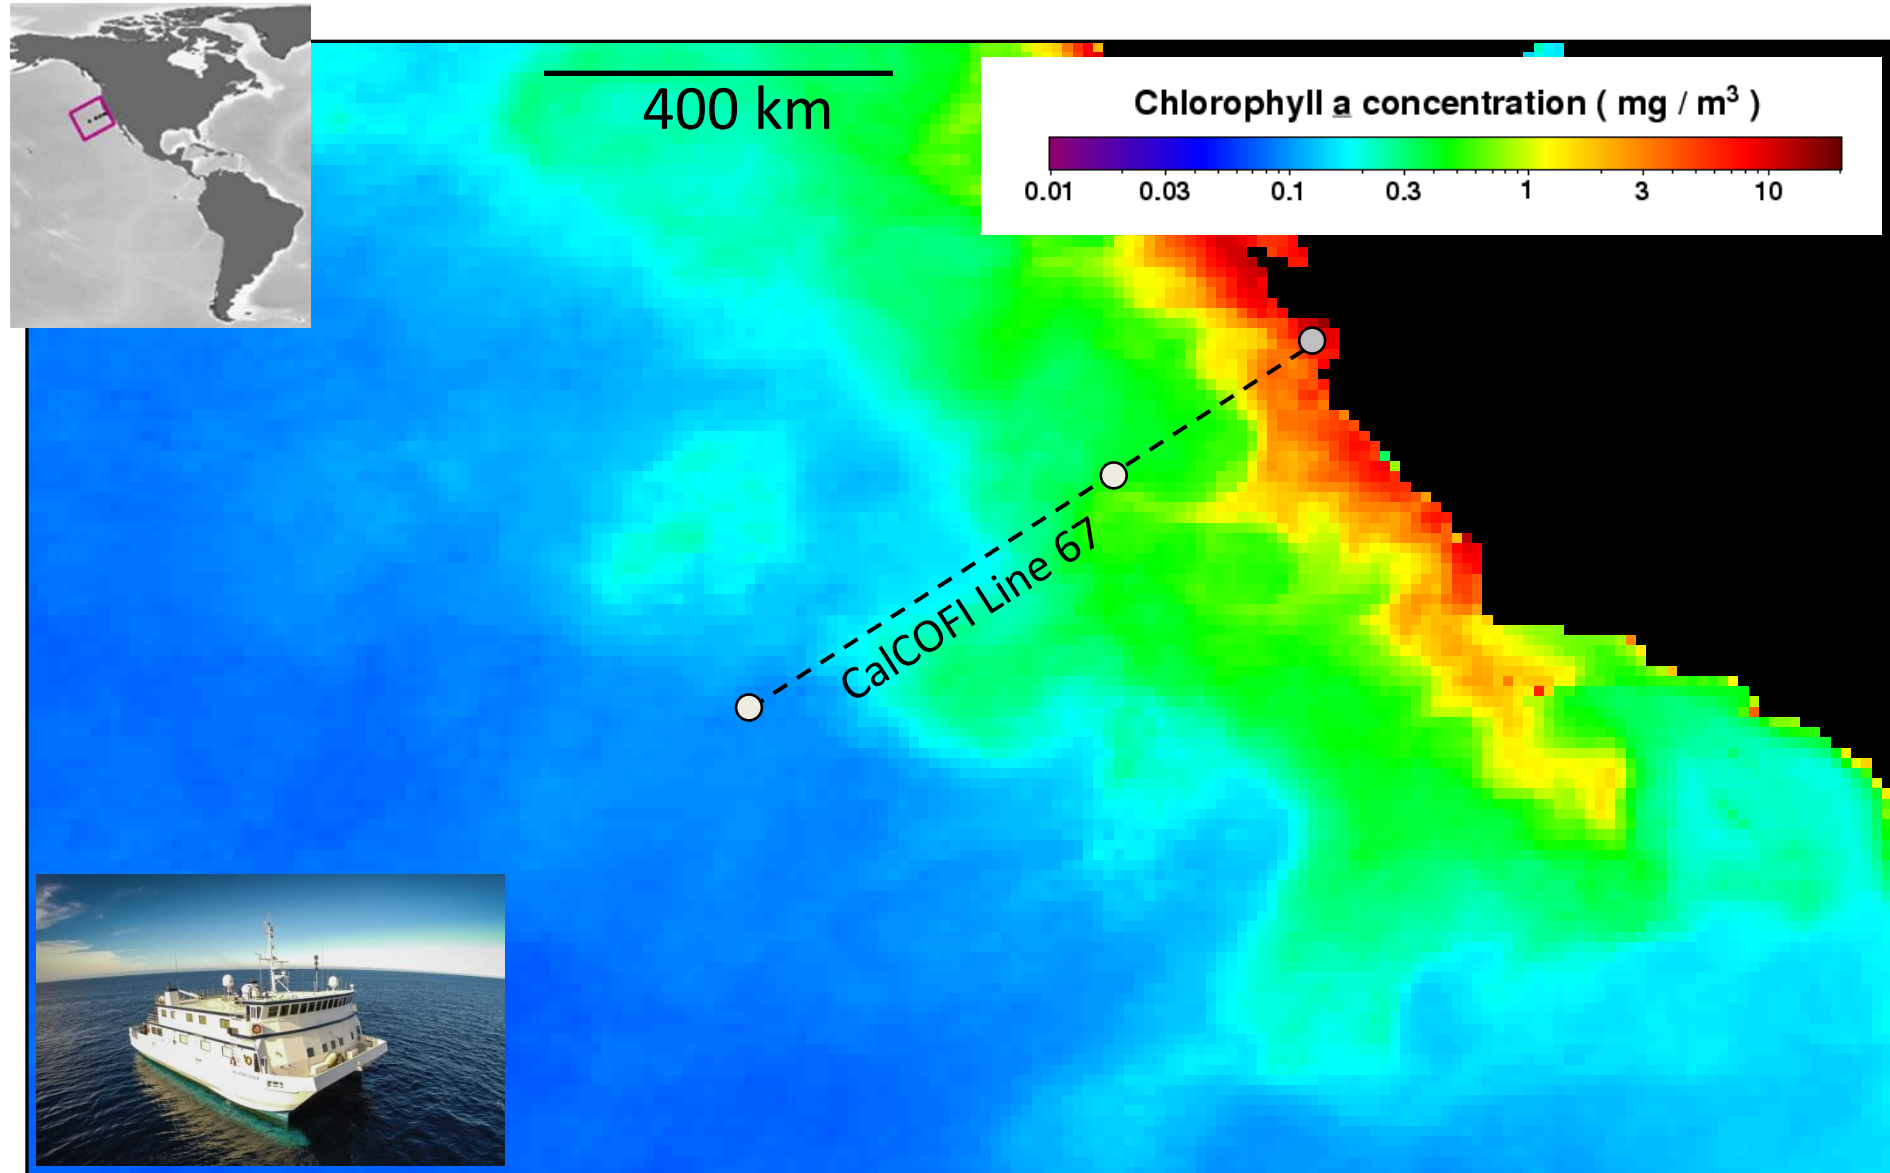 400 km
Chlorophyll a concentration ( mg / m³ )
0.01 0.03 0.1 0.3 1 3 10
CalCOFI Line 67